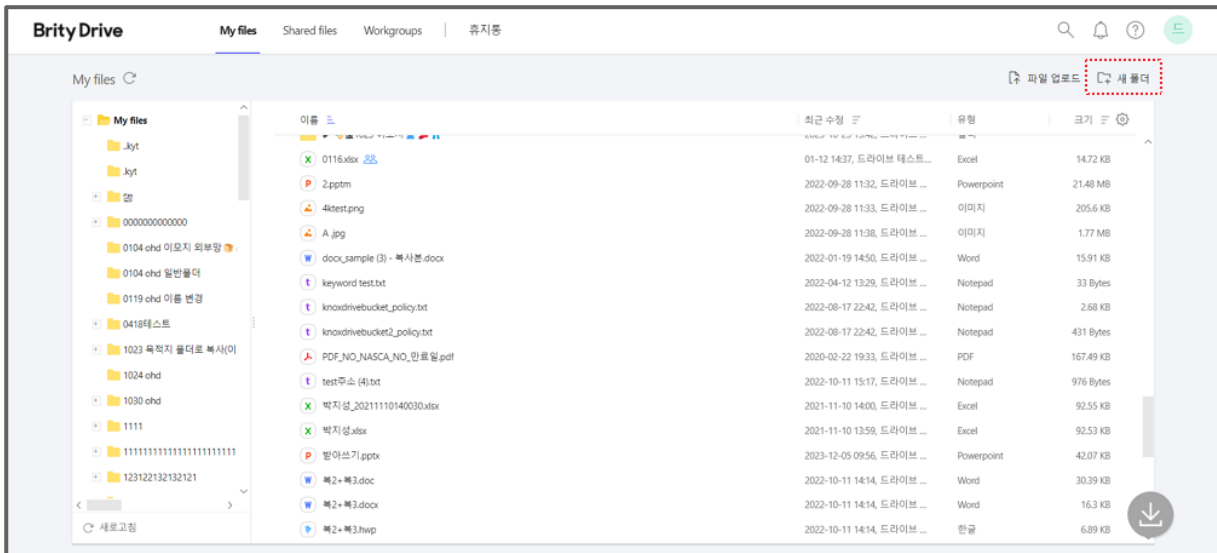 Brity Drive My files Shared files Workgroups 휴지통 드
My files 파일 업로드 새 폴더
My files
.kyt
.kyt
0000000000000
0104 ohd 이모지 외부망
0104 ohd 일반폴더
0119 ohd 이름 변경
0418테스트
1023 목적지 폴더로 복사(이
1024 ohd
1030 ohd
1111
123122132132121
새로고침
이름 최근 수정 유형 크기
0116.xlsx 01-12 14:37, 드라이브 테스트... Excel 14.72 KB
2.pptm 2022-09-28 11:32, 드라이브 ... Powerpoint 21.48 MB
4ktest.png 2022-09-28 11:33, 드라이브 ... 이미지 205.6 KB
A .jpg 2022-09-28 11:38, 드라이브 ... 이미지 1.77 MB
docx_sample (3) - 복사본.docx 2022-01-19 14:50, 드라이브 ... Word 15.91 KB
keyword test.txt 2022-04-12 13:29, 드라이브 ... Notepad 33 Bytes
knoxdrivebucket_policy.txt 2022-08-17 22:42, 드라이브 ... Notepad 2.68 KB
knoxdrivebucket2_policy.txt 2022-08-17 22:42, 드라이브 ... Notepad 431 Bytes
PDF_NO_NASCA_NO_만료일.pdf 2020-02-22 19:33, 드라이브 ... PDF 167.49 KB
test주소 (4).txt 2022-10-11 15:17, 드라이브 ... Notepad 976 Bytes
박지성_20211110140030.xlsx 2021-11-10 14:00, 드라이브 ... Excel 92.55 KB
박지성.xlsx 2021-11-10 13:59, 드라이브 ... Excel 92.53 KB
받아쓰기.pptx 2023-12-05 09:56, 드라이브 ... Powerpoint 42.07 KB
복2+복3.doc 2022-10-11 14:14, 드라이브 ... Word 30.39 KB
복2+복3.docx 2022-10-11 14:14, 드라이브 ... Word 16.3 KB
복2+복3.hwp 2022-10-11 14:14, 드라이브 ... 한글 6.89 KB